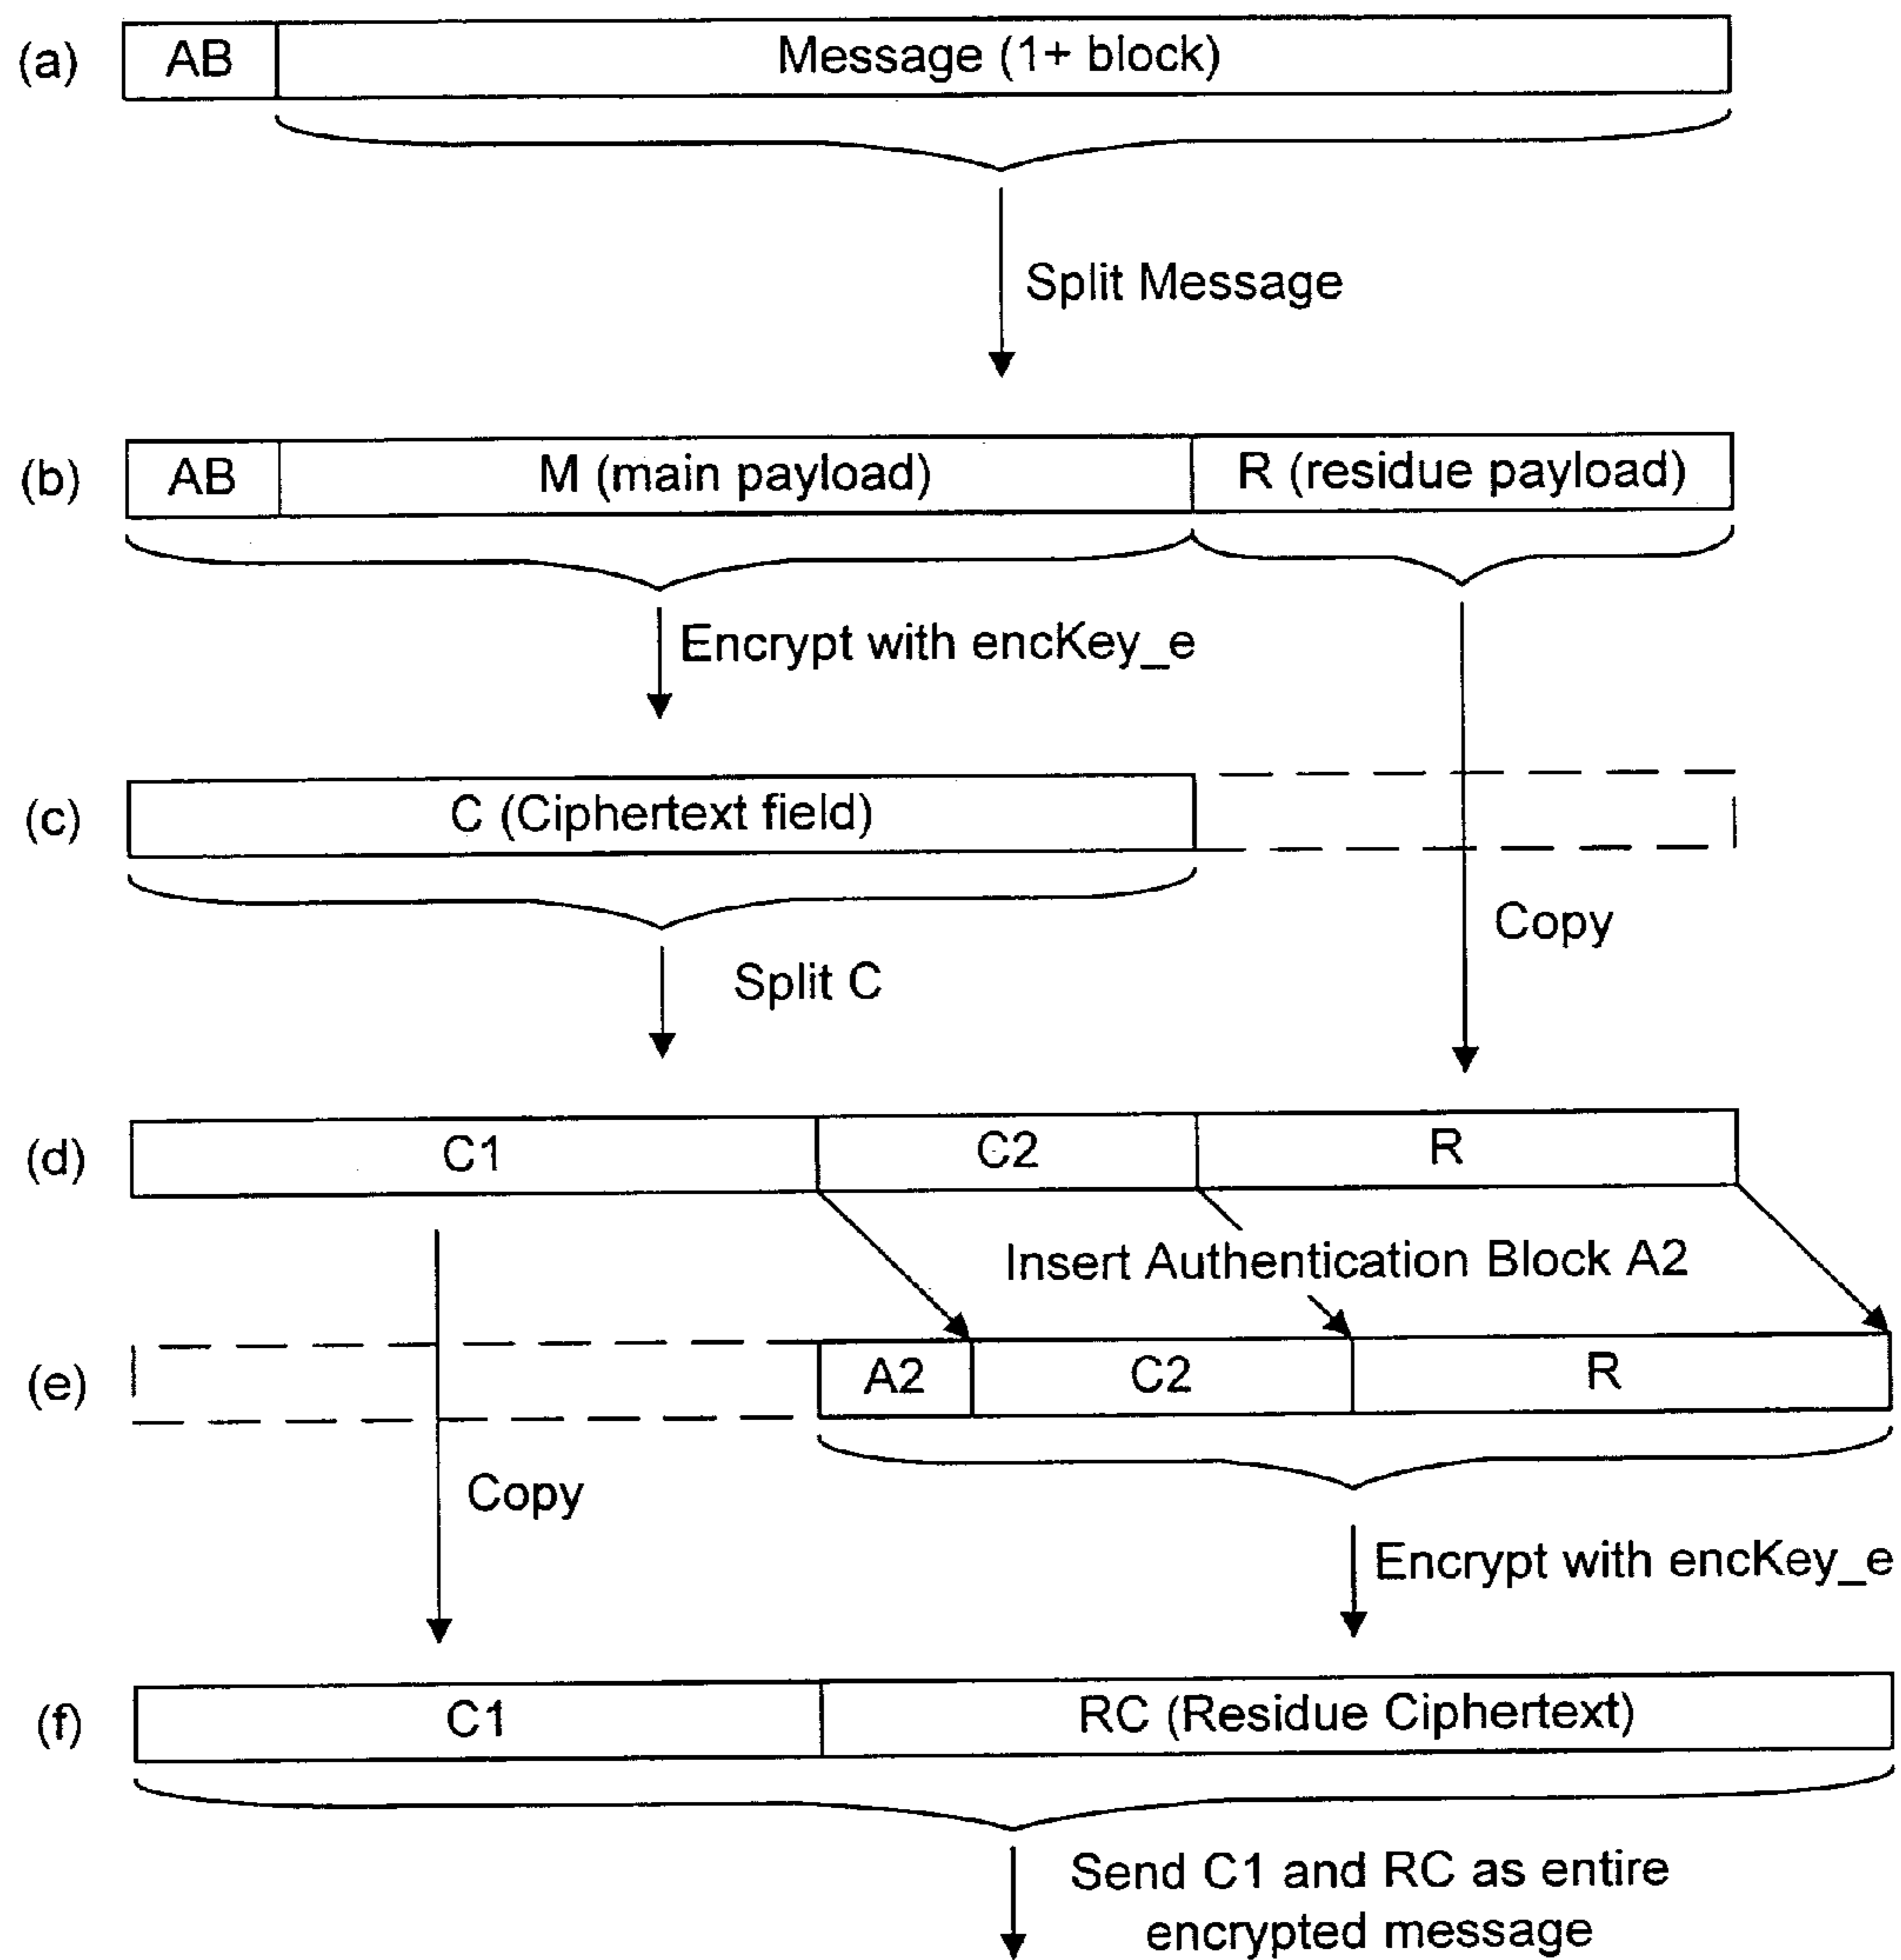 (a) AB Message (1+ block)
Split Message
(b) AB M (main payload) R (residue payload)
Encrypt with encKey_e
(c) C (Ciphertext field)
Copy
Split C
(d) C1 C2 R
Insert Authentication Block A2
(e) A2 C2 R
Copy
Encrypt with encKey_e
(f) C1 RC (Residue Ciphertext)
Send C1 and RC as entire
encrypted message